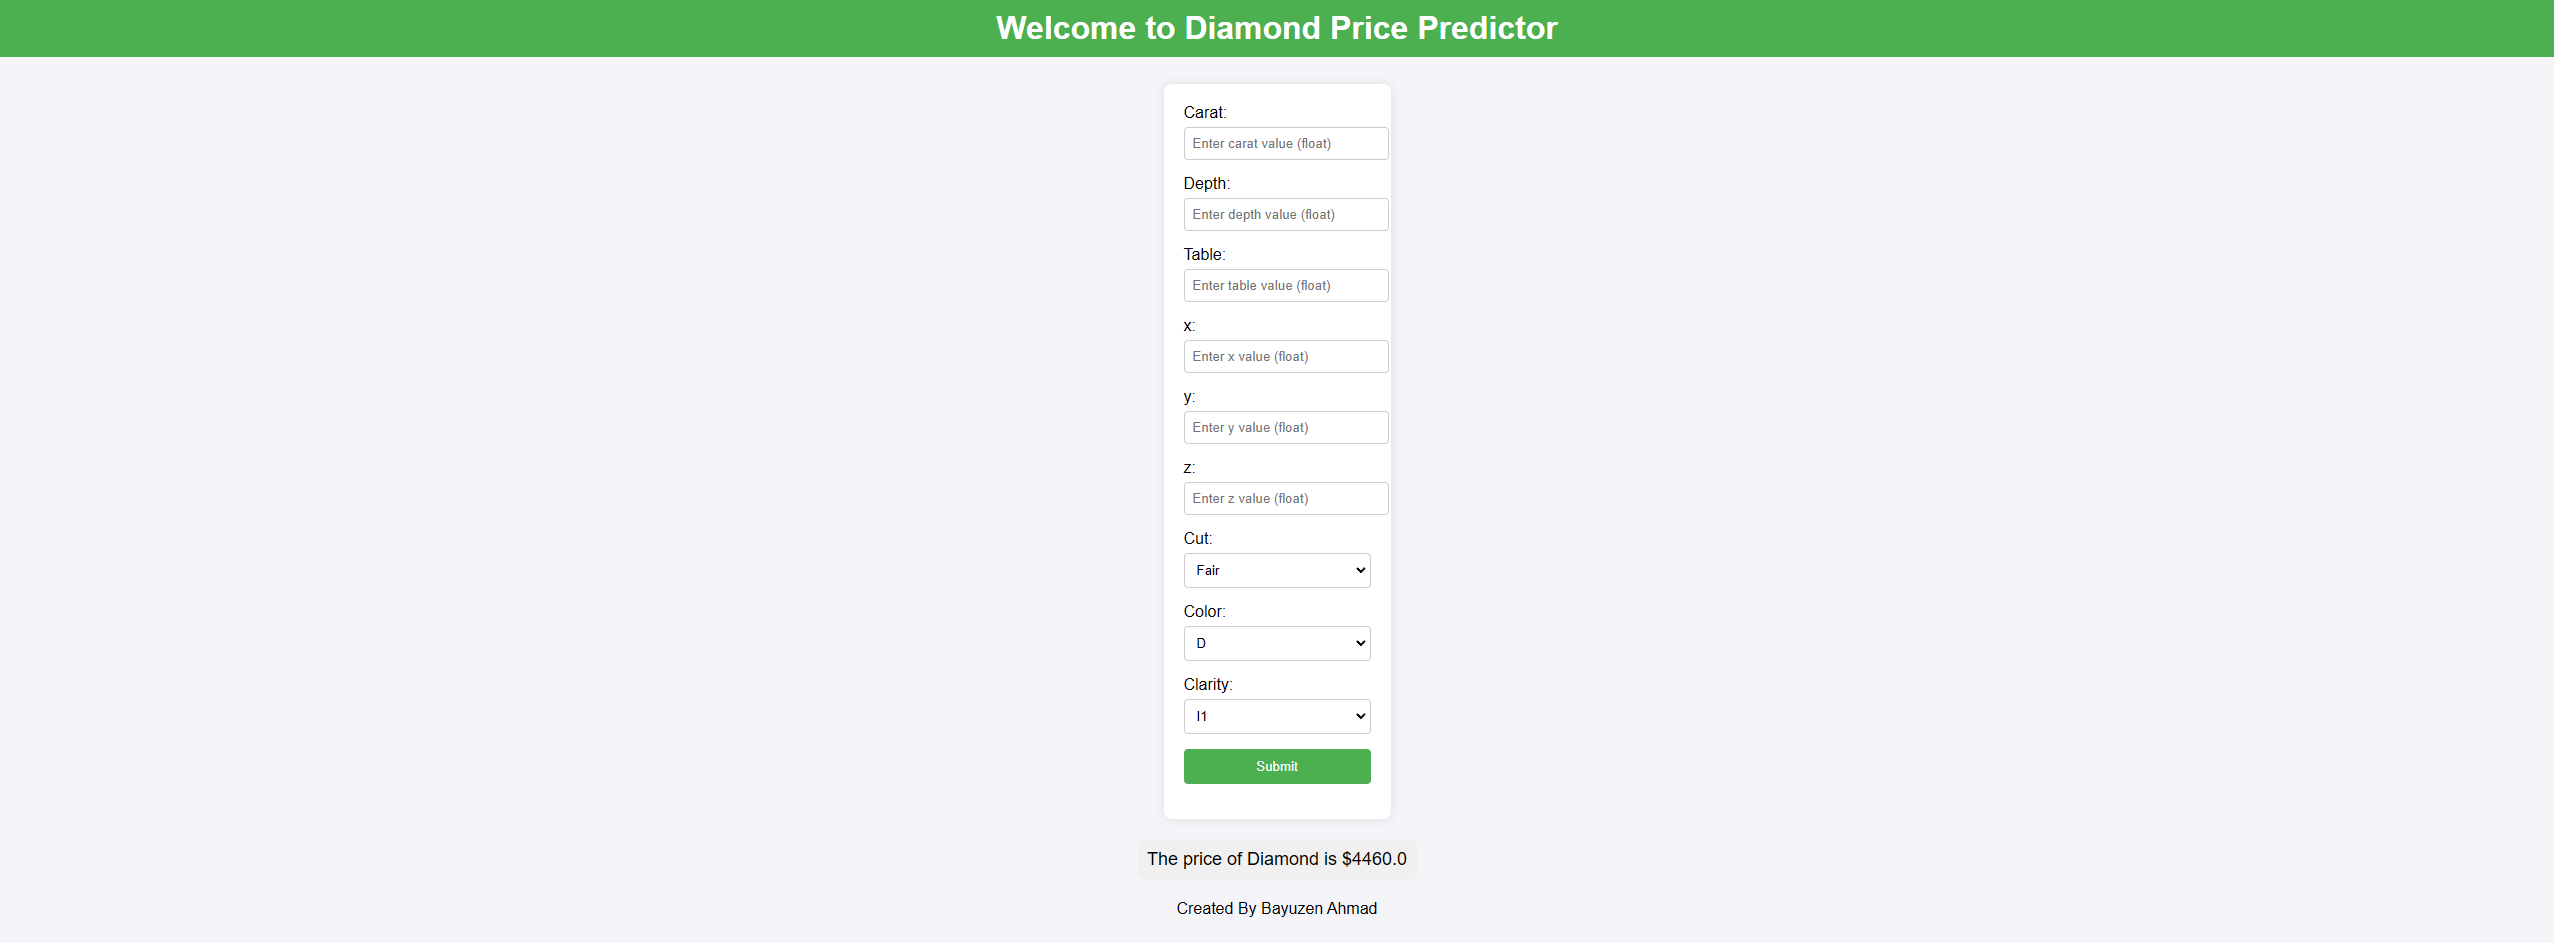 Welcome to Diamond Price Predictor
Carat:
Enter carat value (float)
Depth:
Enter depth value (float)
Table:
Enter table value (float)
x:
Enter x value (float)
y:
Enter y value (float)
z:
Enter z value (float)
Cut:
Fair
Color:
D
Clarity:
I1
Submit
The price of Diamond is $4460.0
Created By Bayuzen Ahmad